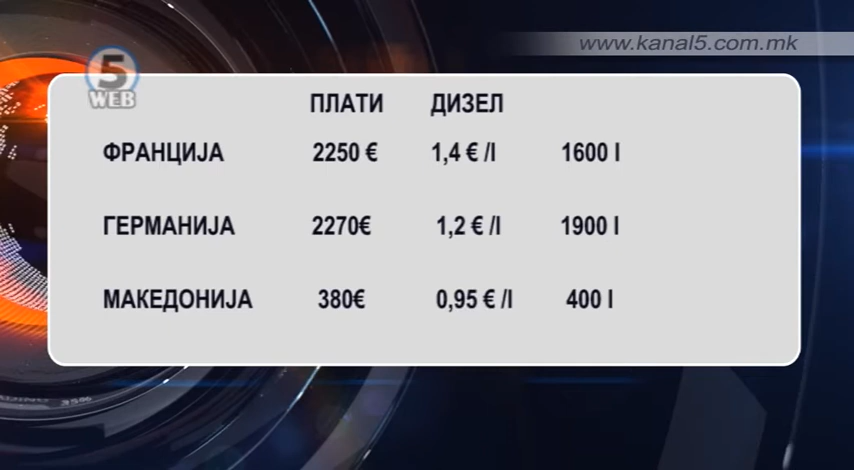 www.kanal5.com.mk
5
WEB
ПЛАТИ ДИЗЕЛ
ФРАНЦИЈА 2250 € 1,4 € /l 1600 l
ГЕРМАНИЈА 2270€ 1,2 € /l 1900 l
МАКЕДОНИЈА 380€ 0,95 € /l 400 l
35%